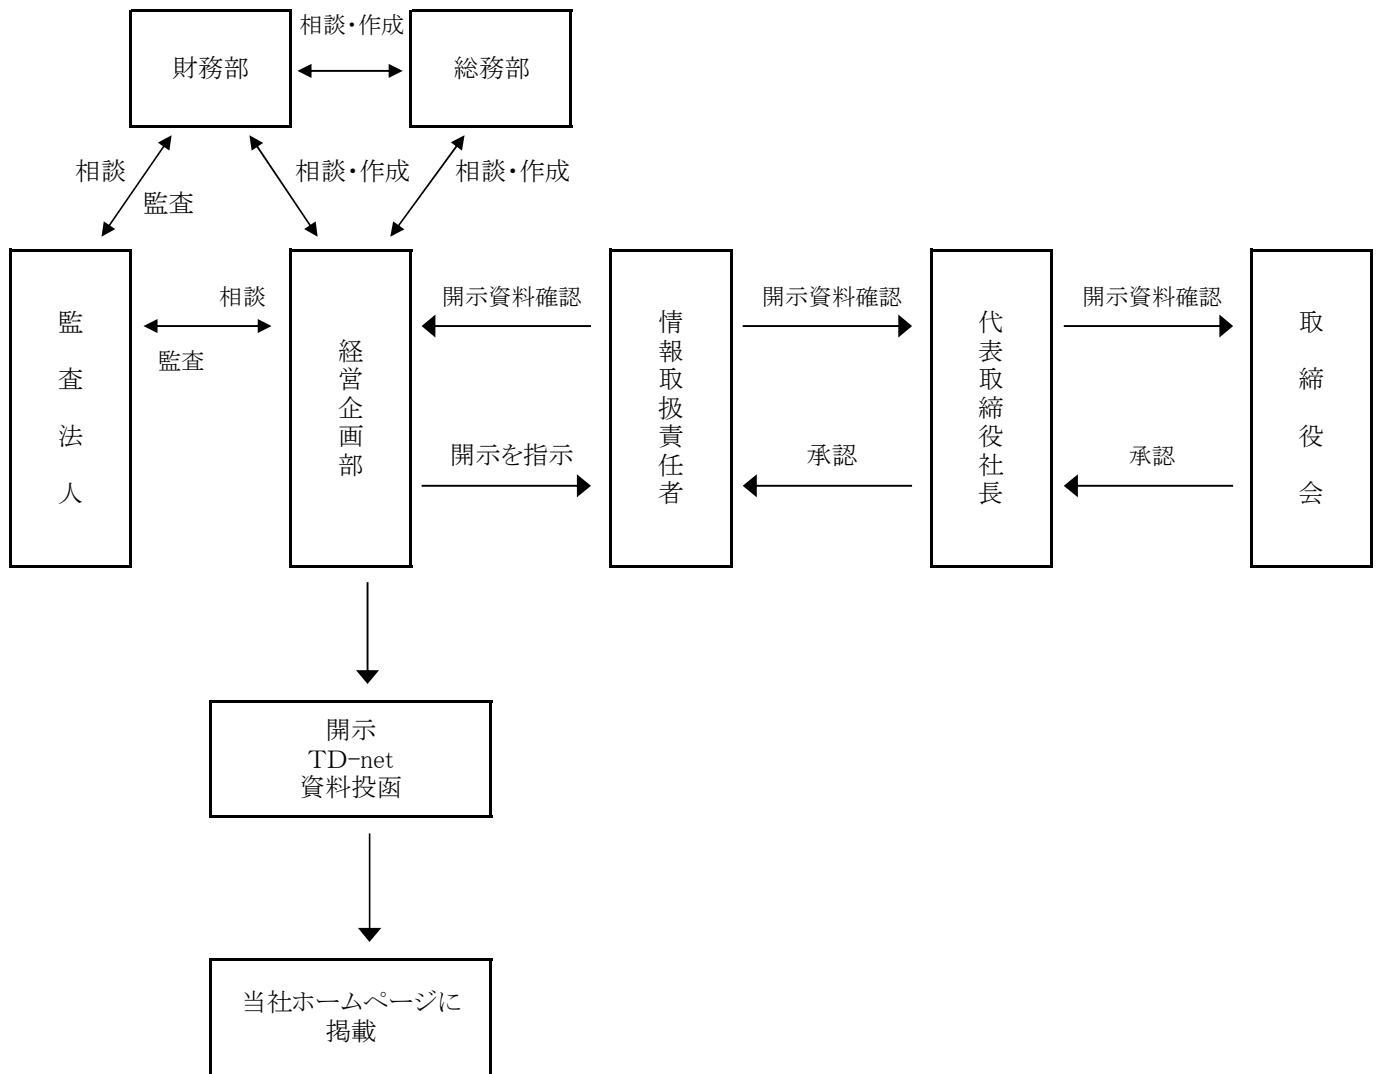 相談・作成
財務部
総務部
相談
監査
相談・作成
相談・作成
監査法人
相談
監査
経営企画部
開示資料確認
開示を指示
情報取扱責任者
開示資料確認
承認
代表取締役社長
開示資料確認
承認
取締役会
開示
TD-net
資料投函
当社ホームページに
掲載